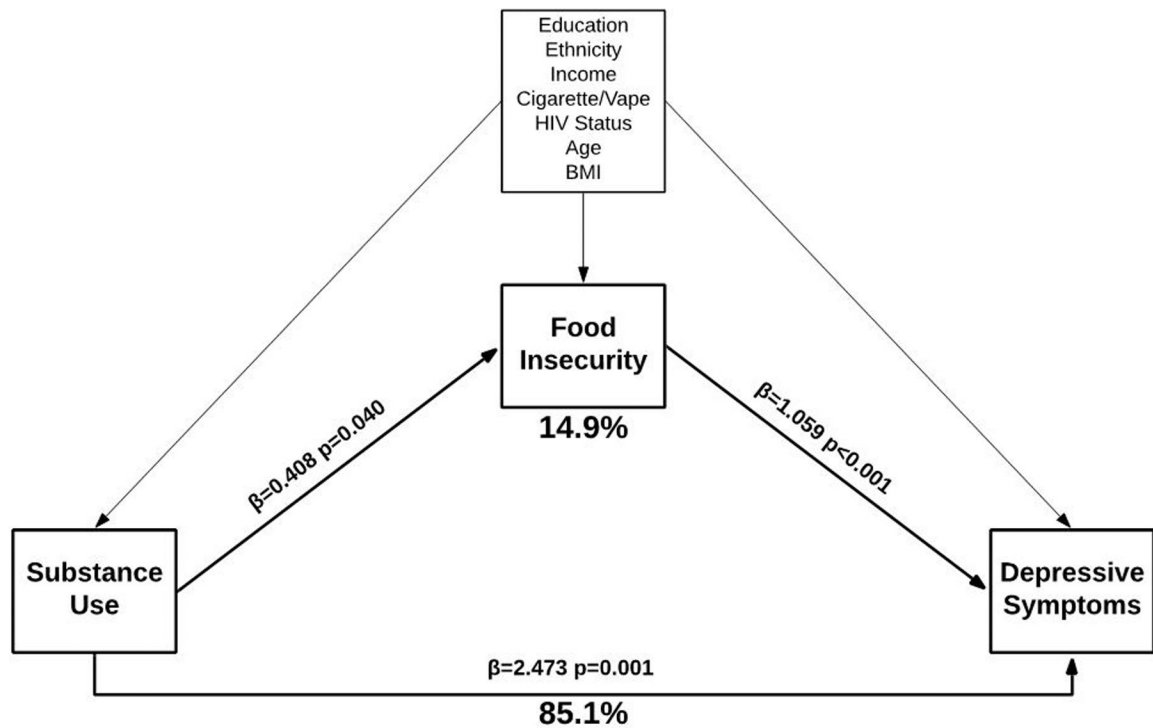 Education
Ethnicity
Income
Cigarette/Vape
HIV Status
Age
BMI
Food
Insecurity
14.9%
β=0.408 p=0.040
β=1.059 p<0.001
Substance
Use
Depressive
Symptoms
β=2.473 p=0.001
85.1%